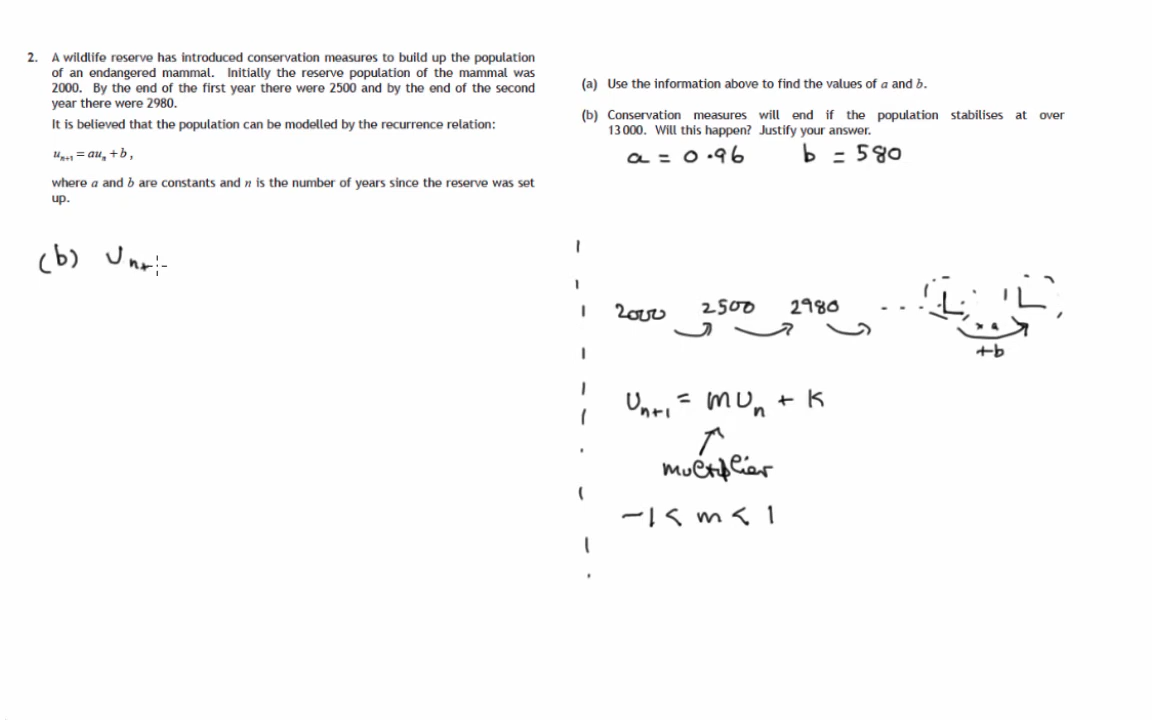 2. A wildlife reserve has introduced conservation measures to build up the population
of an endangered mammal. Initially the reserve population of the mammal was
2000. By the end of the first year there were 2500 and by the end of the second
year there were 2980.
It is believed that the population can be modelled by the recurrence relation:
uₙ₊₁ = auₙ + b,
where a and b are constants and n is the number of years since the reserve was set
up.
(a) Use the information above to find the values of a and b.
(b) Conservation measures will end if the population stabilises at over
13 000. Will this happen? Justify your answer.
a = 0.96 b = 580
(b) Uₙ₊
2000 2500 2980 ... L L
× a
+b
Uₙ₊₁ = mUₙ + k
multiplier
-1 < m < 1